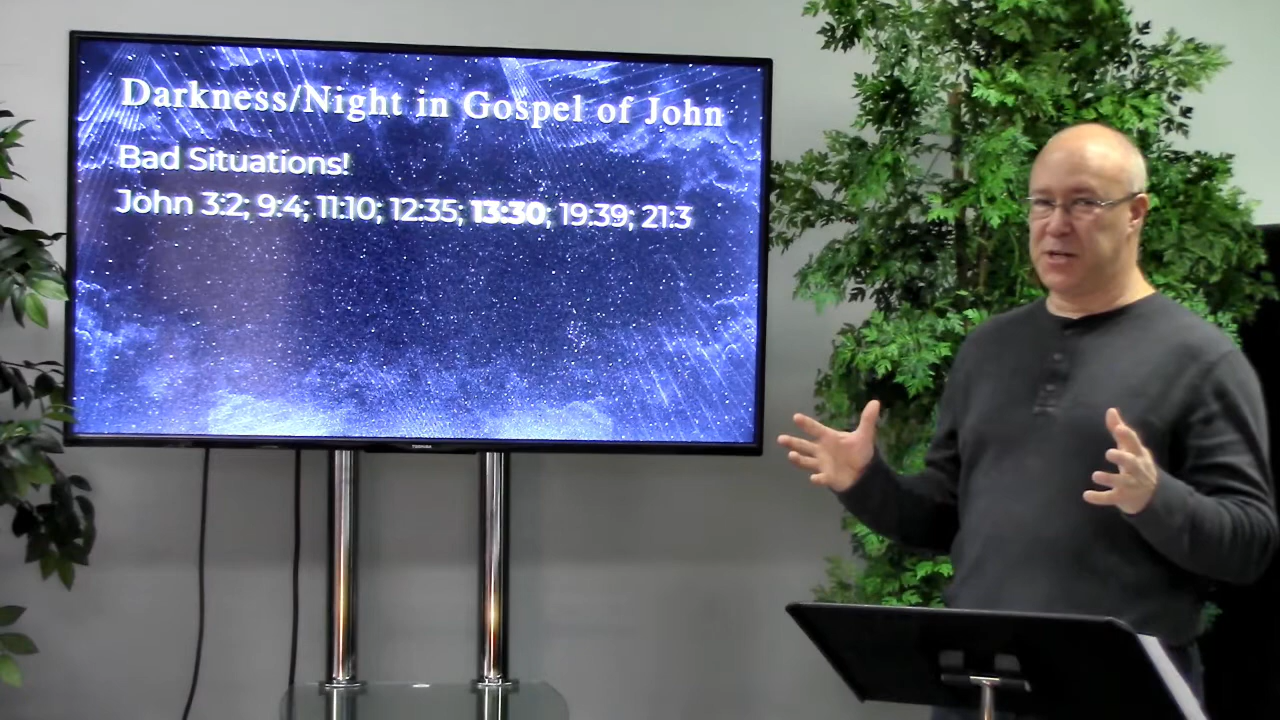 Darkness/Night in Gospel of John
Bad Situations!
John 3:2; 9:4; 11:10; 12:35; 13:30; 19:39; 21:3
TOSHIBA